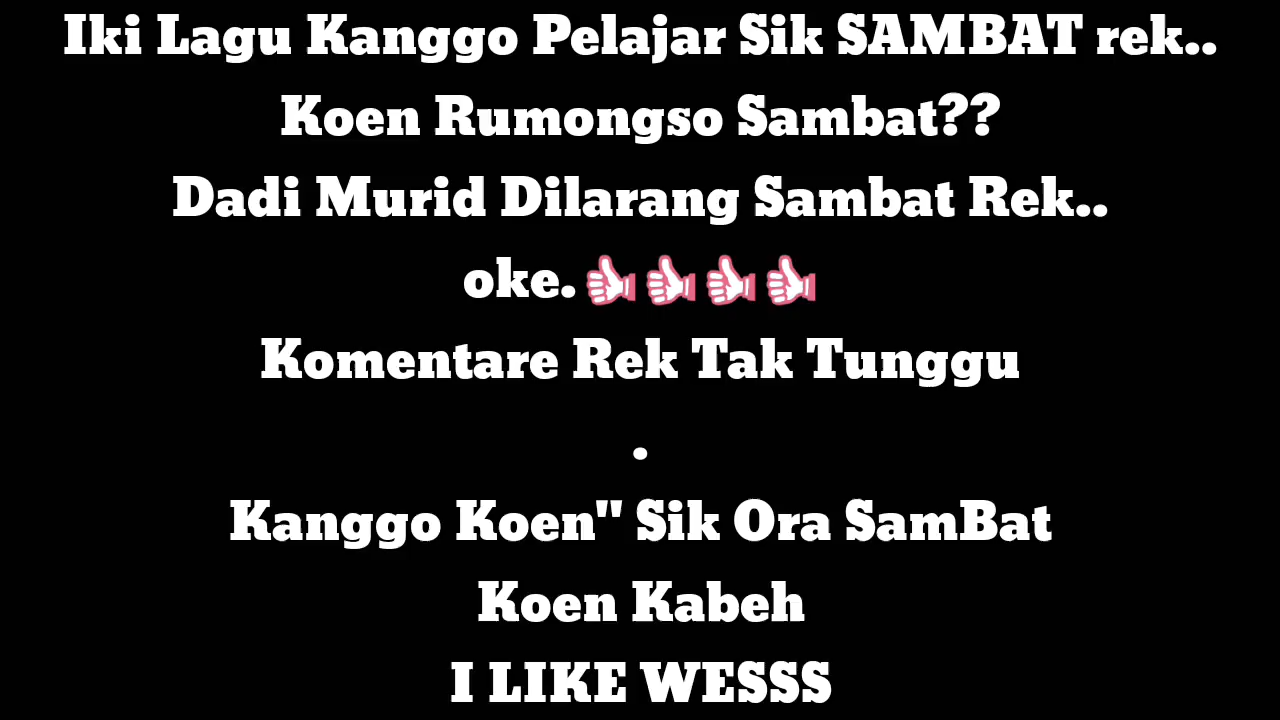 Iki Lagu Kanggo Pelajar Sik SAMBAT rek..
Koen Rumongso Sambat??
Dadi Murid Dilarang Sambat Rek..
oke.👍👍👍👍
Komentare Rek Tak Tunggu
.
Kanggo Koen" Sik Ora SamBat
Koen Kabeh
I LIKE WESSS